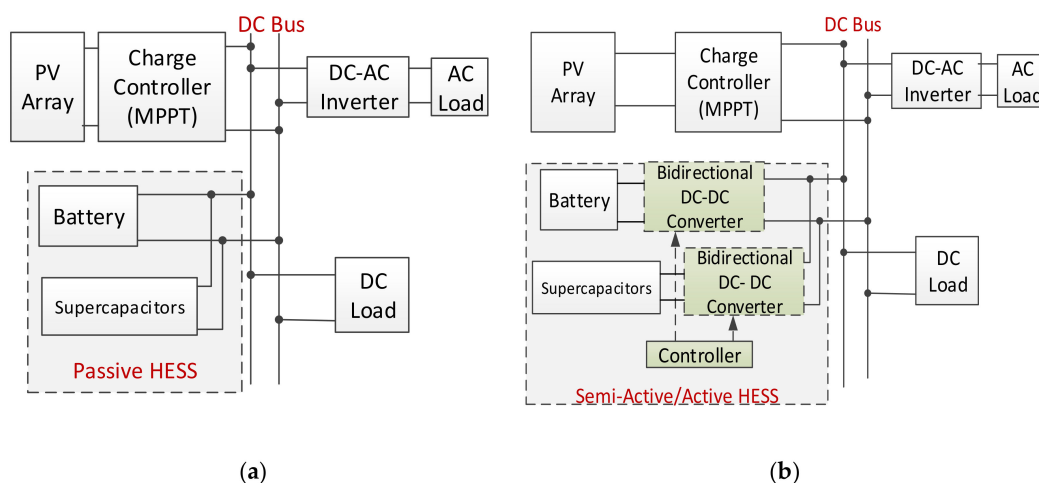 DC Bus
PV
Array
Charge
Controller
(MPPT)
DC-AC
Inverter
AC
Load
Battery
Supercapacitors
DC
Load
Passive HESS
(a)
DC Bus
PV
Array
Charge
Controller
(MPPT)
DC-AC
Inverter
AC
Load
Battery
Bidirectional
DC-DC
Converter
Supercapacitors
Bidirectional
DC- DC
Converter
DC
Load
Controller
Semi-Active/Active HESS
(b)